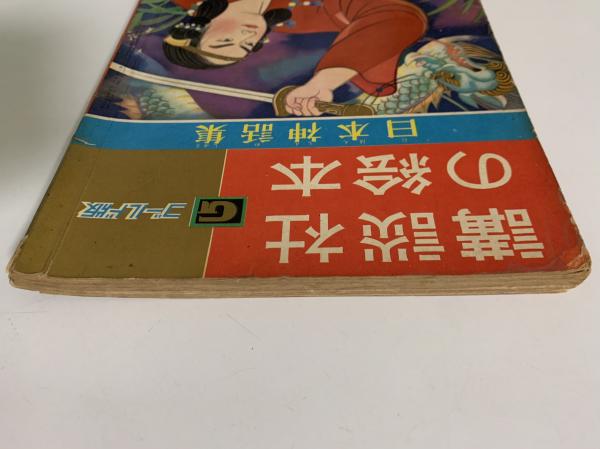 講談社
の絵本
G
ゴールド版
日本神話集